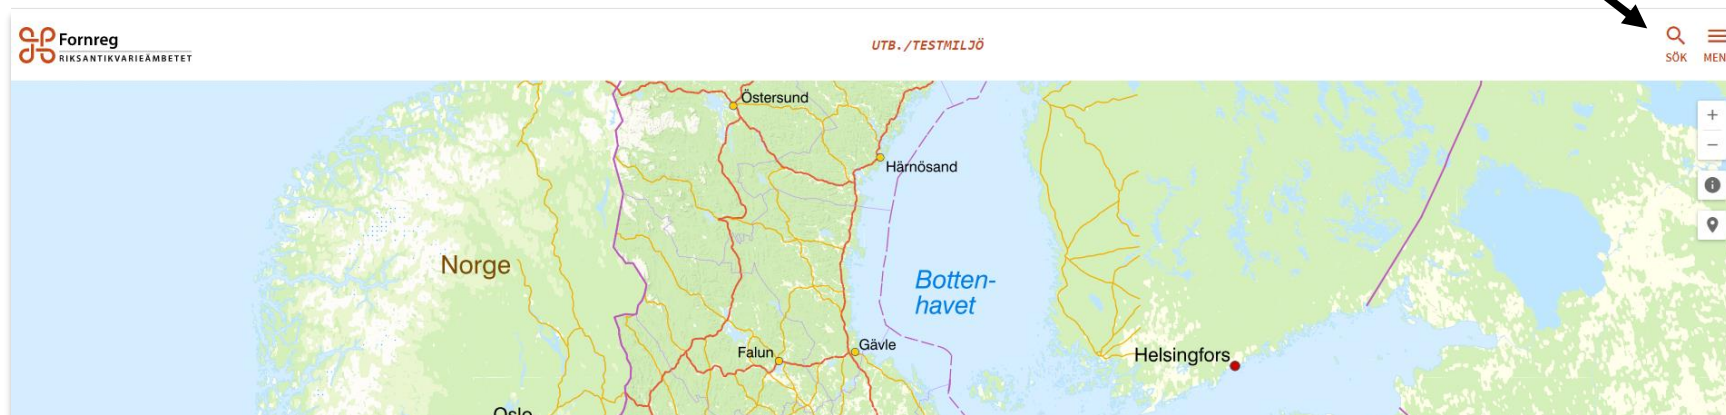 Fornreg
RIKSANTIKVARIEÄMBETET
UTB./TESTMILJÖ
SÖK
MEN
Östersund
Härnösand
Norge
Botten-
havet
Falun
Gävle
Helsingfors
Oslo